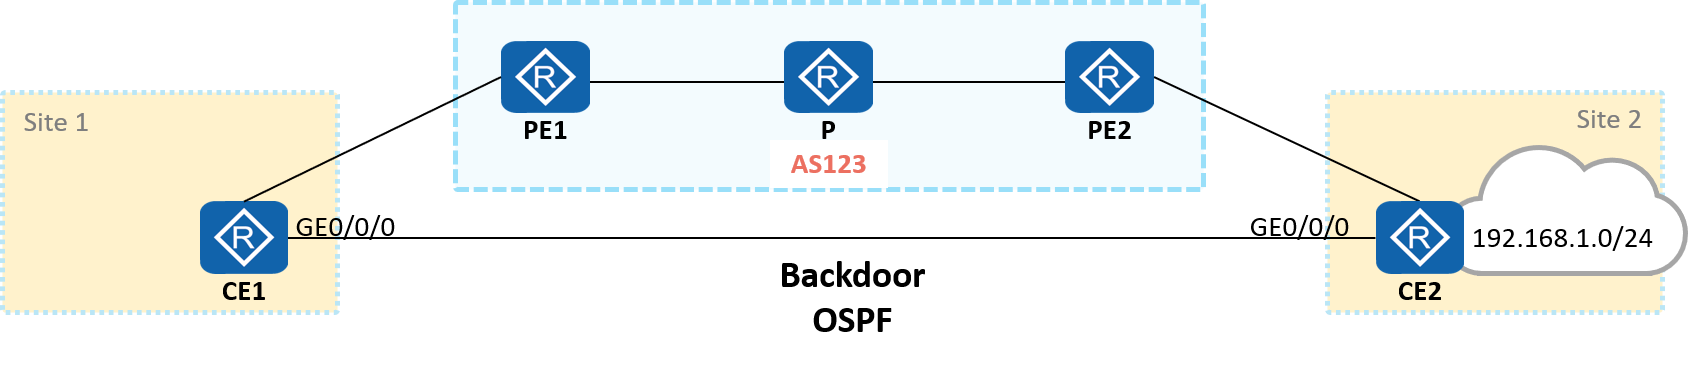 R
R
R
PE1
P
PE2
AS123
Site 1
Site 2
R
GE0/0/0
GE0/0/0
R
192.168.1.0/24
CE1
CE2
Backdoor
OSPF